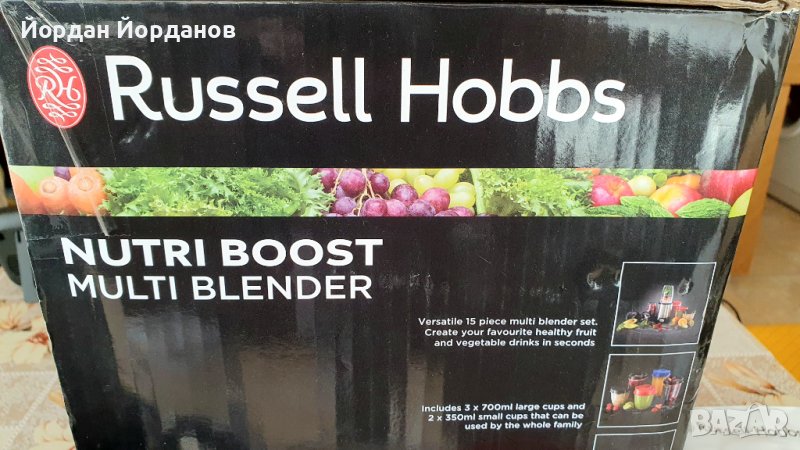 Йордан Йорданов
RH
Russell Hobbs
NUTRI BOOST
MULTI BLENDER
Versatile 15 piece multi blender set.
Create your favourite healthy fruit
and vegetable drinks in seconds
Includes 3 x 700ml large cups and
2 x 350ml small cups that can be
used by the whole family
BAZAR